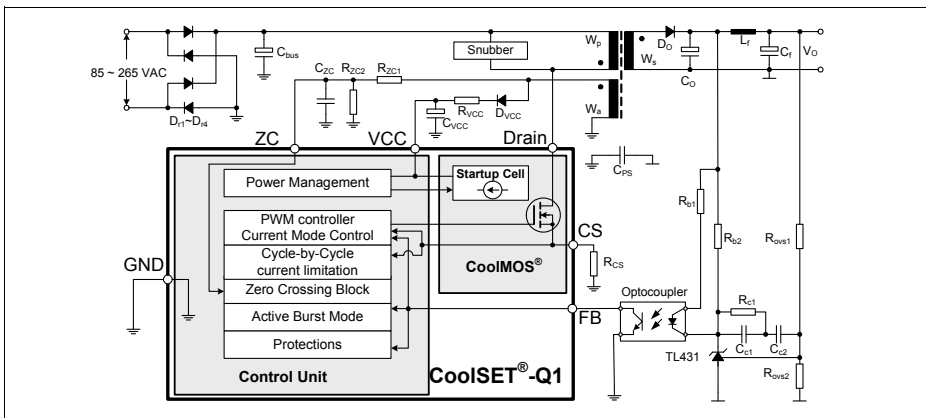 85 ~ 265 VAC
Dr1~Dr4
Cbus
Snubber
Wp
Ws
Wa
DO
CO
Lf
Cf
VO
CZC
RZC2
RZC1
RVCC
DVCC
CVCC
CPS
ZC
VCC
Drain
Power Management
Startup Cell
PWM controller
Current Mode Control
Cycle-by-Cycle
current limitation
Zero Crossing Block
Active Burst Mode
Protections
Control Unit
CoolMOS®
CoolSET®-Q1
GND
CS
RCS
FB
Optocoupler
Rb1
Rb2
Rovs1
Rc1
Cc1
Cc2
TL431
Rovs2